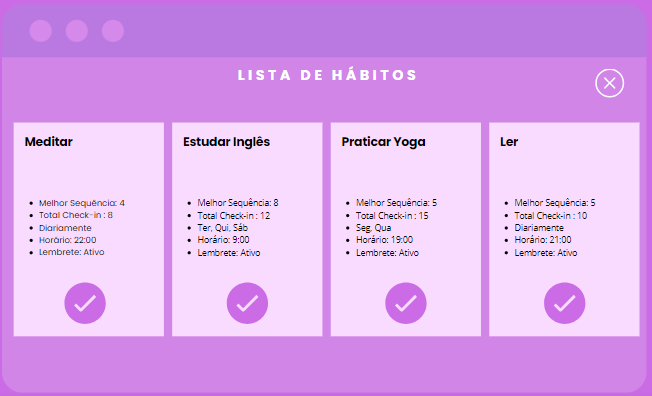 LISTA DE HÁBITOS
Meditar
• Melhor Sequência: 4
• Total Check-in : 8
• Diariamente
• Horário: 22:00
• Lembrete: Ativo
Estudar Inglês
• Melhor Sequência: 8
• Total Check-in : 12
• Ter, Qui, Sáb
• Horário: 9:00
• Lembrete: Ativo
Praticar Yoga
• Melhor Sequência: 5
• Total Check-in : 15
• Seg, Qua
• Horário: 19:00
• Lembrete: Ativo
Ler
• Melhor Sequência: 5
• Total Check-in : 10
• Diariamente
• Horário: 21:00
• Lembrete: Ativo